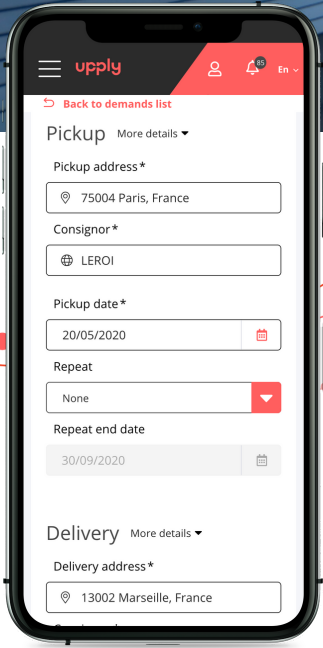 upply
85
En
Back to demands list
Pickup More details
Pickup address*
75004 Paris, France
Consignor*
LEROI
Pickup date*
20/05/2020
Repeat
None
Repeat end date
30/09/2020
Delivery More details
Delivery address*
13002 Marseille, France